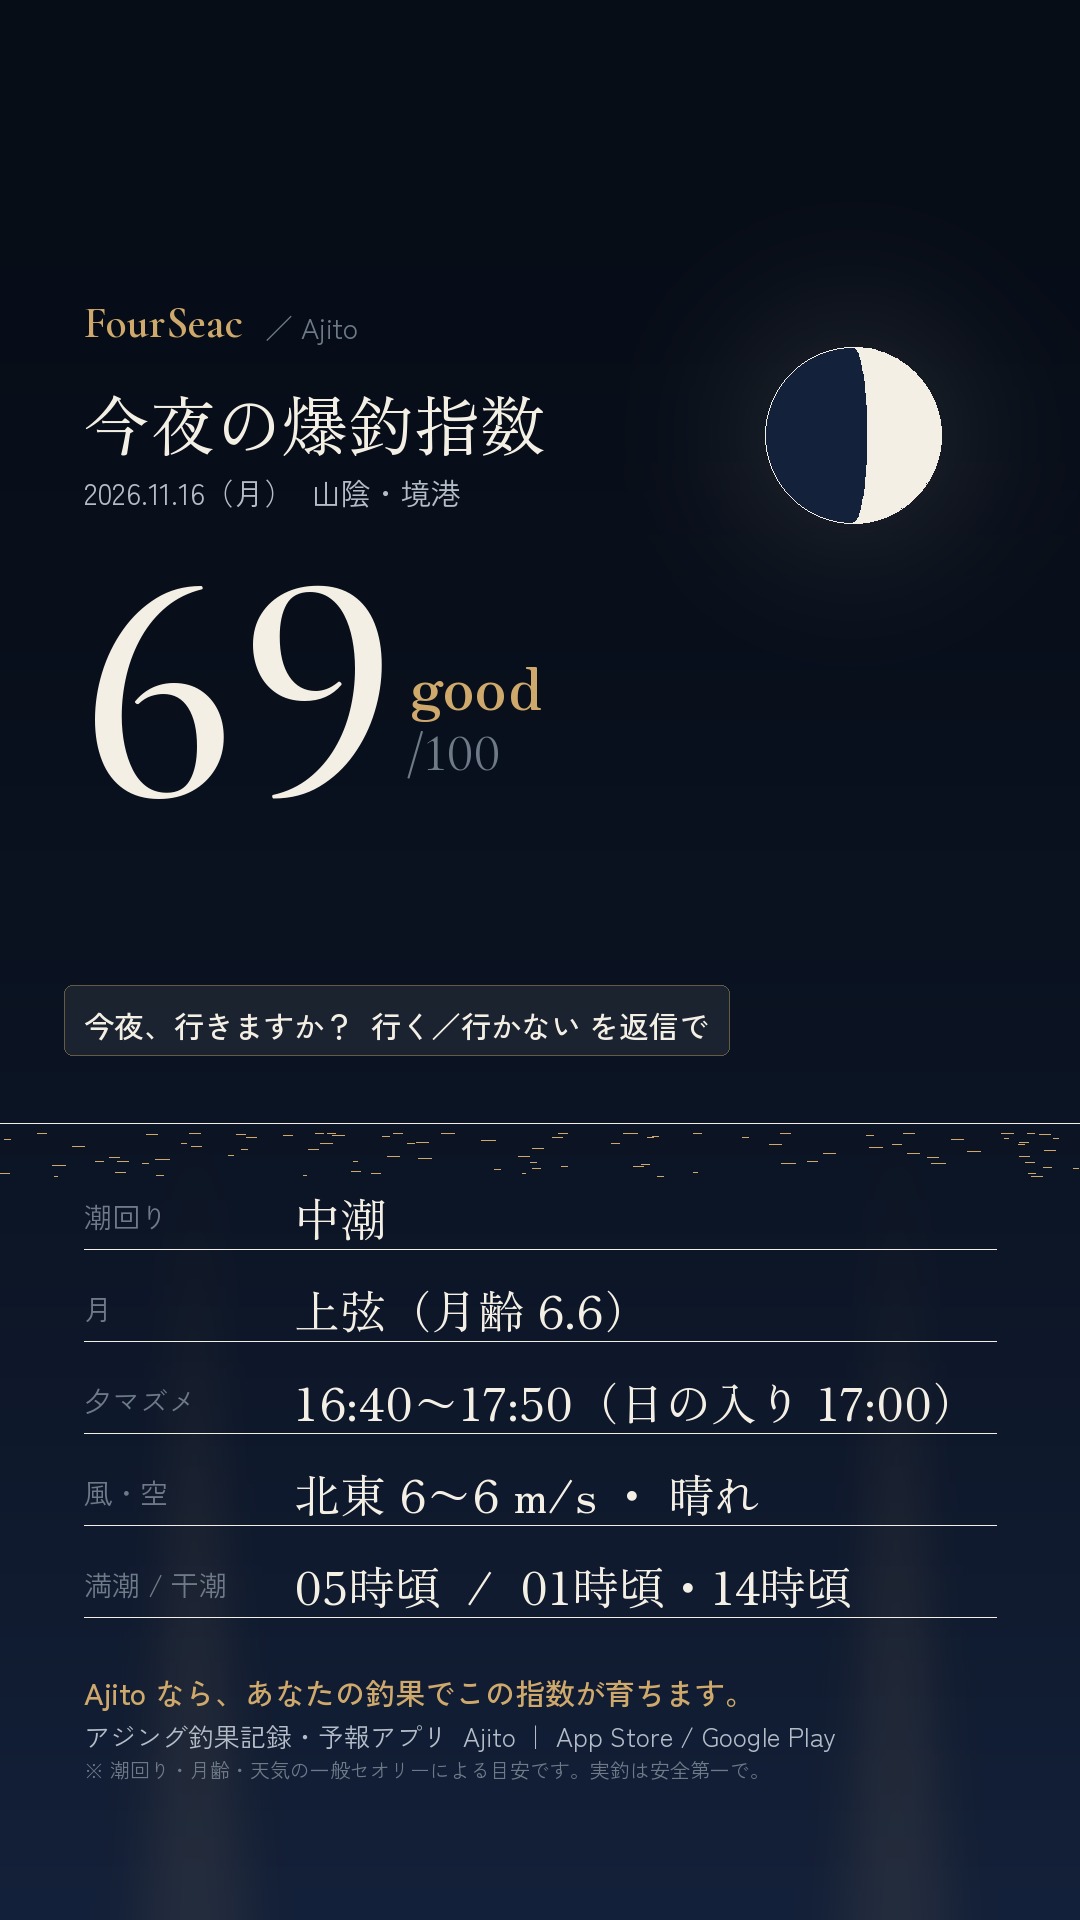 FourSeac ／ Ajito
今夜の爆釣指数
2026.11.16（月） 山陰・境港
69 good
/100
今夜、行きますか？ 行く／行かない を返信で
潮回り 中潮
月 上弦（月齢 6.6）
夕マズメ 16:40〜17:50（日の入り 17:00）
風・空 北東 6〜6 m/s ・ 晴れ
満潮 / 干潮 05時頃 ／ 01時頃・14時頃
Ajito なら、あなたの釣果でこの指数が育ちます。
アジング釣果記録・予報アプリ Ajito ｜ App Store / Google Play
※ 潮回り・月齢・天気の一般セオリーによる目安です。実釣は安全第一で。